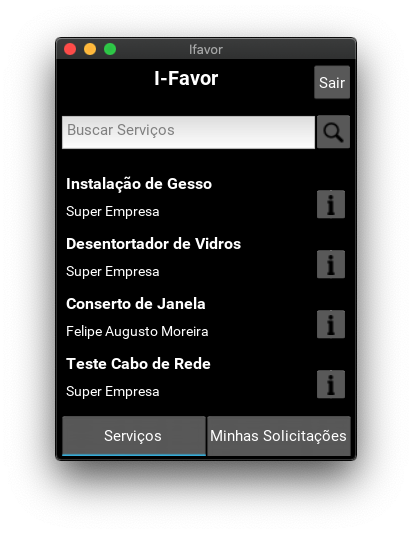 Ifavor
I-Favor
Sair
Buscar Serviços
Instalação de Gesso
Super Empresa
Desentortador de Vidros
Super Empresa
Conserto de Janela
Felipe Augusto Moreira
Teste Cabo de Rede
Super Empresa
Serviços
Minhas Solicitações